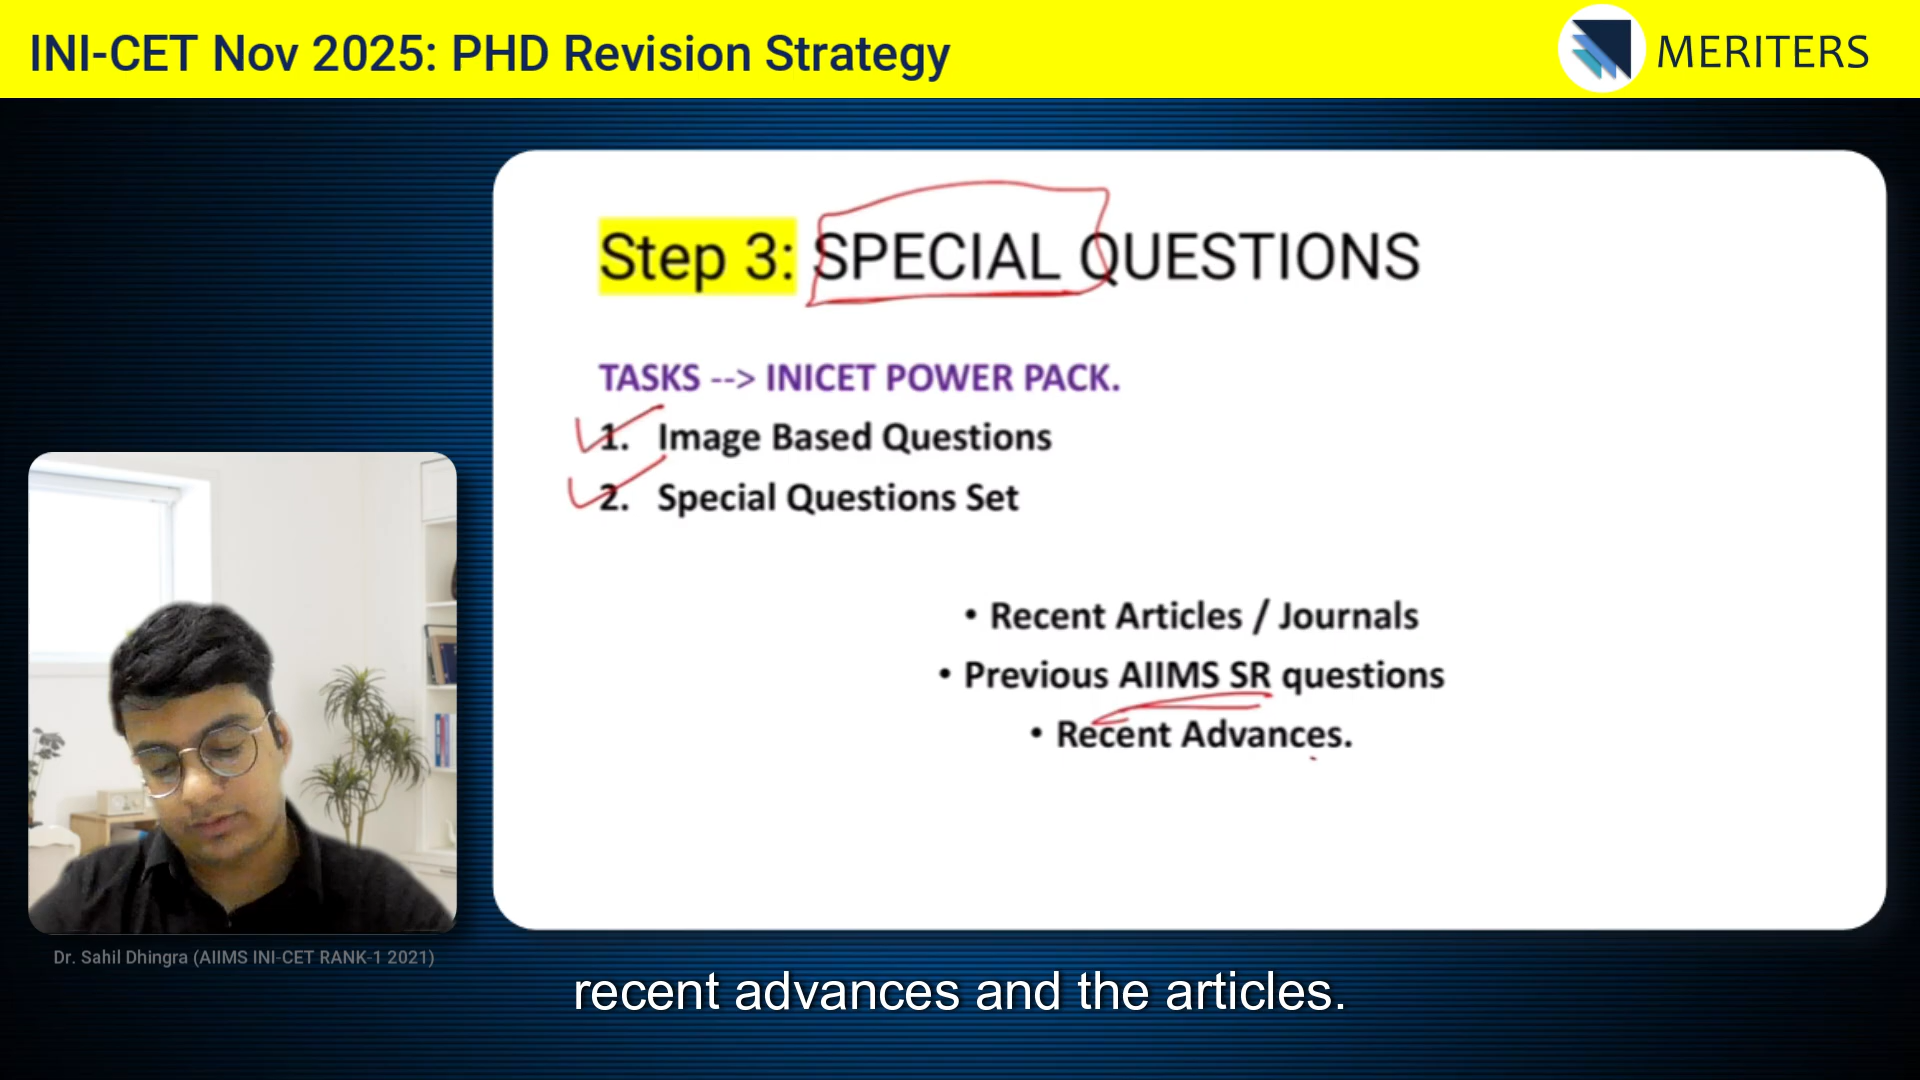 INI-CET Nov 2025: PHD Revision Strategy
MERITERS
Step 3: SPECIAL QUESTIONS
TASKS --> INICET POWER PACK.
1. Image Based Questions
2. Special Questions Set
• Recent Articles / Journals
• Previous AIIMS SR questions
• Recent Advances.
Dr. Sahil Dhingra (AIIMS INI-CET RANK-1 2021)
recent advances and the articles.